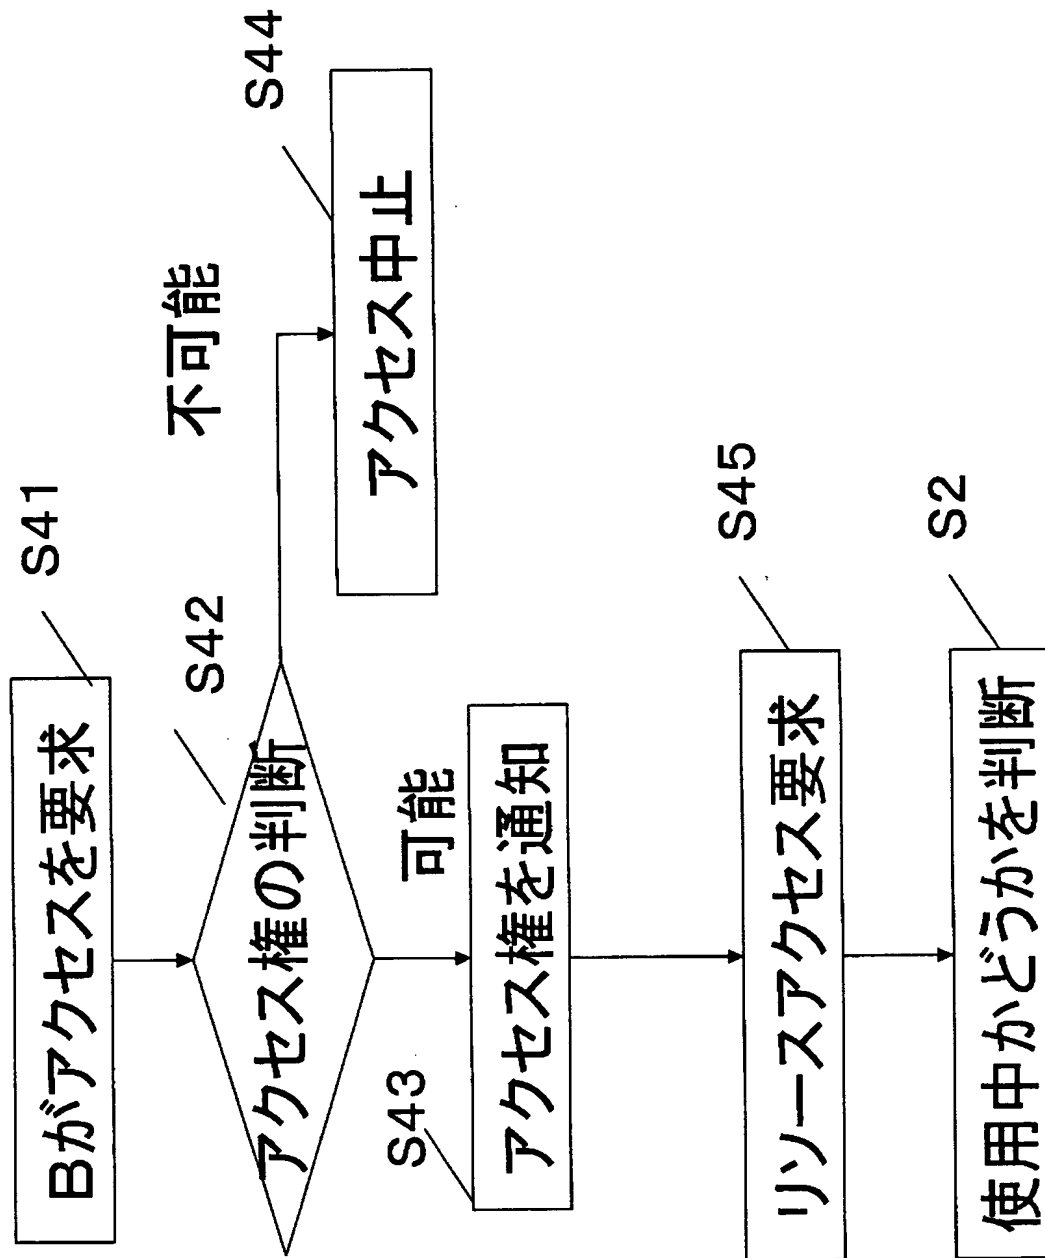 Bがアクセスを要求
S41
アクセス権の判断
S42
不可能
アクセス中止
S44
可能
アクセス権を通知
S43
リソースアクセス要求
S45
使用中かどうかを判断
S2